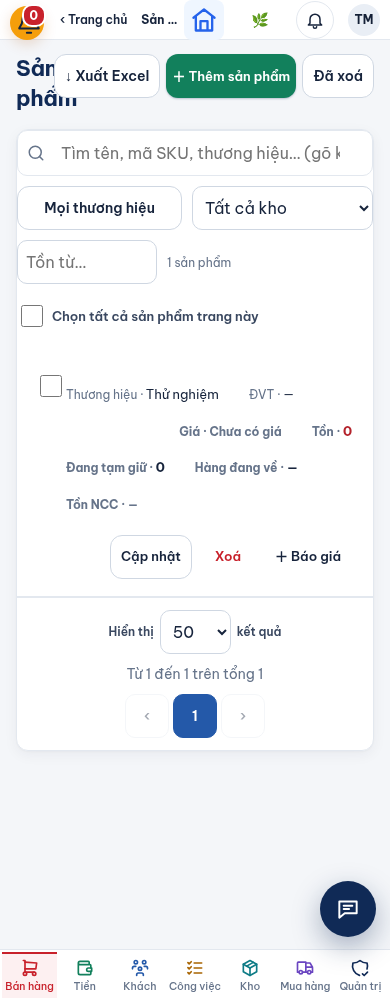 0
‹ Trang chủ
Sản ...
TM
Sản phẩm
↓ Xuất Excel
+ Thêm sản phẩm
Đã xoá
Tìm tên, mã SKU, thương hiệu... (gõ k
Mọi thương hiệu
Tất cả kho
Tồn từ...
1 sản phẩm
Chọn tất cả sản phẩm trang này
Thương hiệu · Thử nghiệm
ĐVT · —
Giá · Chưa có giá
Tồn · 0
Đang tạm giữ · 0
Hàng đang về · —
Tồn NCC · —
Cập nhật
Xoá
+ Báo giá
Hiển thị 50 kết quả
Từ 1 đến 1 trên tổng 1
‹ 1 ›
Bán hàng
Tiền
Khách
Công việc
Kho
Mua hàng
Quản trị